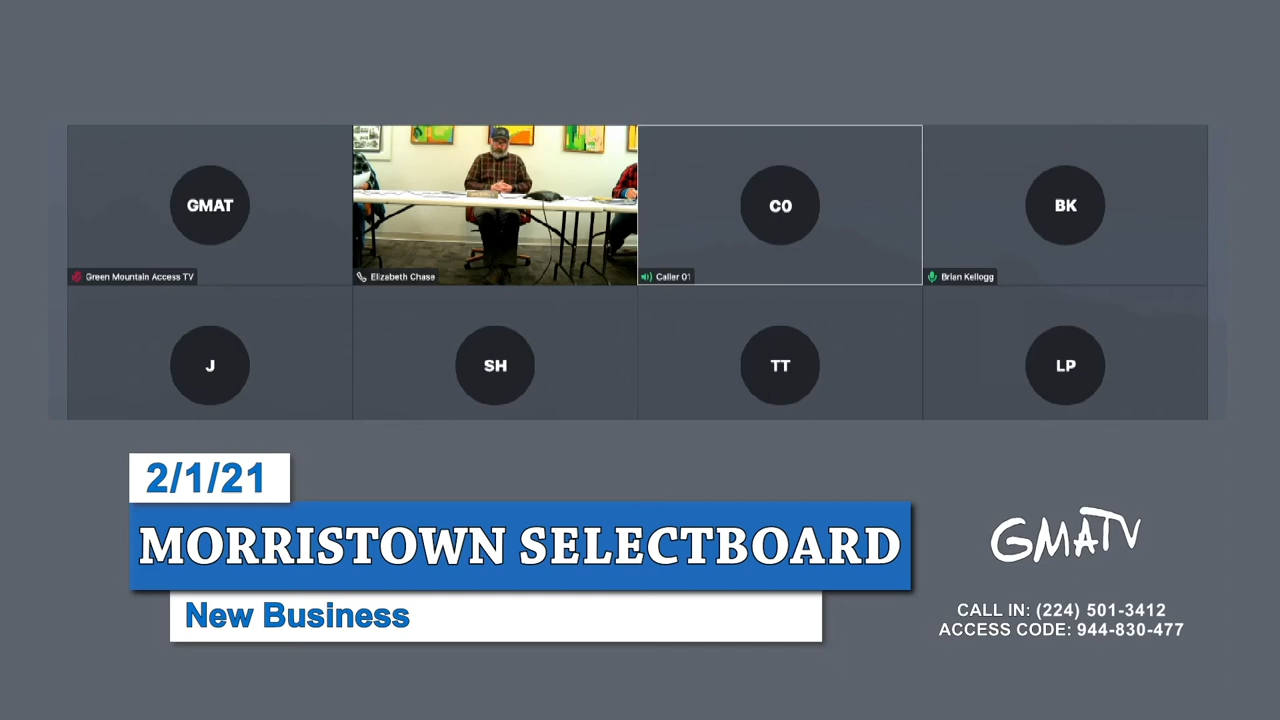 GMAT
C0
BK
Green Mountain Access TV
Elizabeth Chase
Caller 01
Brian Kellogg
J
SH
TT
LP
2/1/21
MORRISTOWN SELECTBOARD
New Business
GMATV
CALL IN: (224) 501-3412
ACCESS CODE: 944-830-477